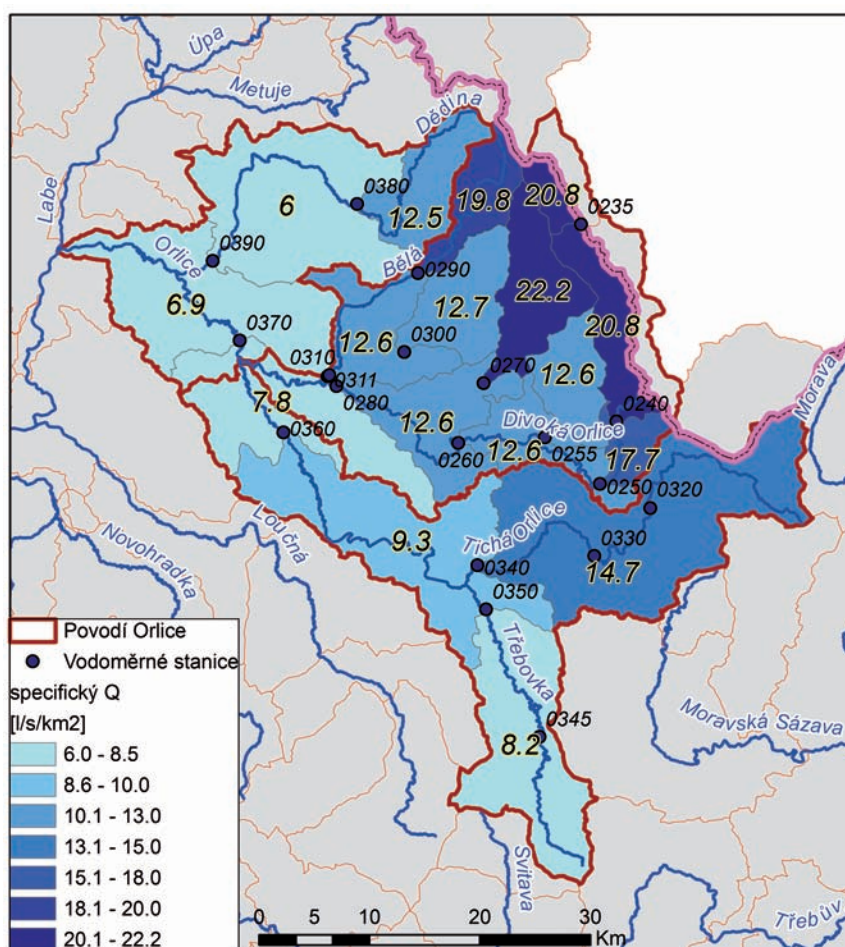 Úpa
Metuje
Dědina
Labe
0380
19.8
20.8
0235
6
12.5
Orlice
0390
Bělá
0290
22.2
6.9
12.7
20.8
0370
12.6
0300
0310
0311
0270
12.6
0280
7.8
0240
Morava
0360
12.6
Divoká Orlice
0260
12.6
0255
17.7
0250
0320
Loučná
Novohradka
9.3
Tichá Orlice
0330
0340
14.7
0350
Třebovka
0345
8.2
Moravská Sázava
Svitava
Třebův
Povodí Orlice
Vodoměrné stanice
specifický Q
[l/s/km2]
6.0 - 8.5
8.6 - 10.0
10.1 - 13.0
13.1 - 15.0
15.1 - 18.0
18.1 - 20.0
20.1 - 22.2
0 5 10 20 30
Km